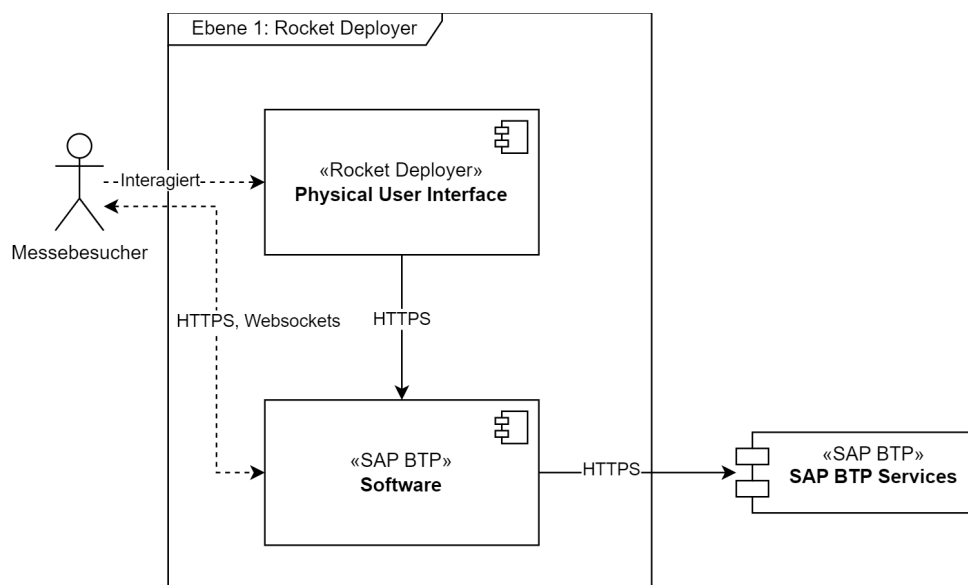 Ebene 1: Rocket Deployer
«Rocket Deployer»
Physical User Interface
Interagiert
Messebesucher
HTTPS, Websockets
HTTPS
«SAP BTP»
Software
HTTPS
«SAP BTP»
SAP BTP Services